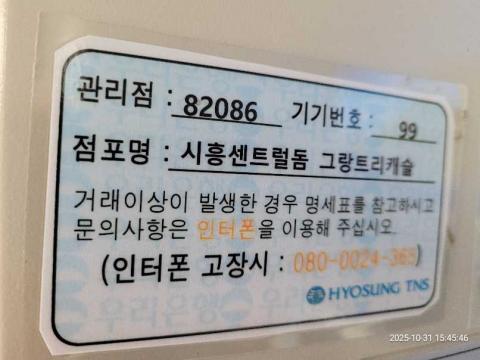 관리점 : 82086 기기번호 : 99
점포명 : 시흥센트럴돔 그랑트리캐슬
거래이상이 발생한 경우 명세표를 참고하시고
문의사항은 인터폰을 이용해 주십시오.
(인터폰 고장시 : 080-0024-365)
HYOSUNG TNS
우리은행
2025-10-31 15:45:46